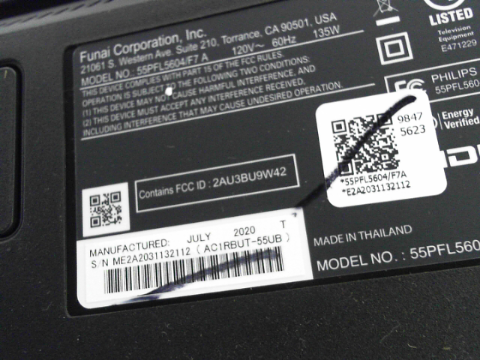 Funai Corporation, Inc.
21061 S. Western Ave. Suite 210, Torrance, CA 90501, USA
MODEL NO.: 55PFL5604/F7 A 120V~ 60Hz 135W
THIS DEVICE COMPLIES WITH PART 15 OF THE FCC RULES
OPERATION IS SUBJECT THE FOLLOWING TWO CONDITIONS:
(1) THIS DEVICE MAY NOT CAUSE HARMFUL INTERFERENCE, AND
(2) THIS DEVICE MUST ACCEPT ANY INTERFERENCE RECEIVED,
INCLUDING INTERFERENCE THAT MAY CAUSE UNDESIRED OPERATION.
LISTED
Television
Equipment
E471229
PHILIPS
55PFL560
9847
5623
*55PFL5604/F7A
*E2A2031132112
Energy
Verified
Contains FCC ID : 2AU3BU9W42
MANUFACTURED: JULY 2020 T
S/N ME2A2031132112 ( AC1RBUT-55UB )
MADE IN THAILAND
MODEL NO. : 55PFL560